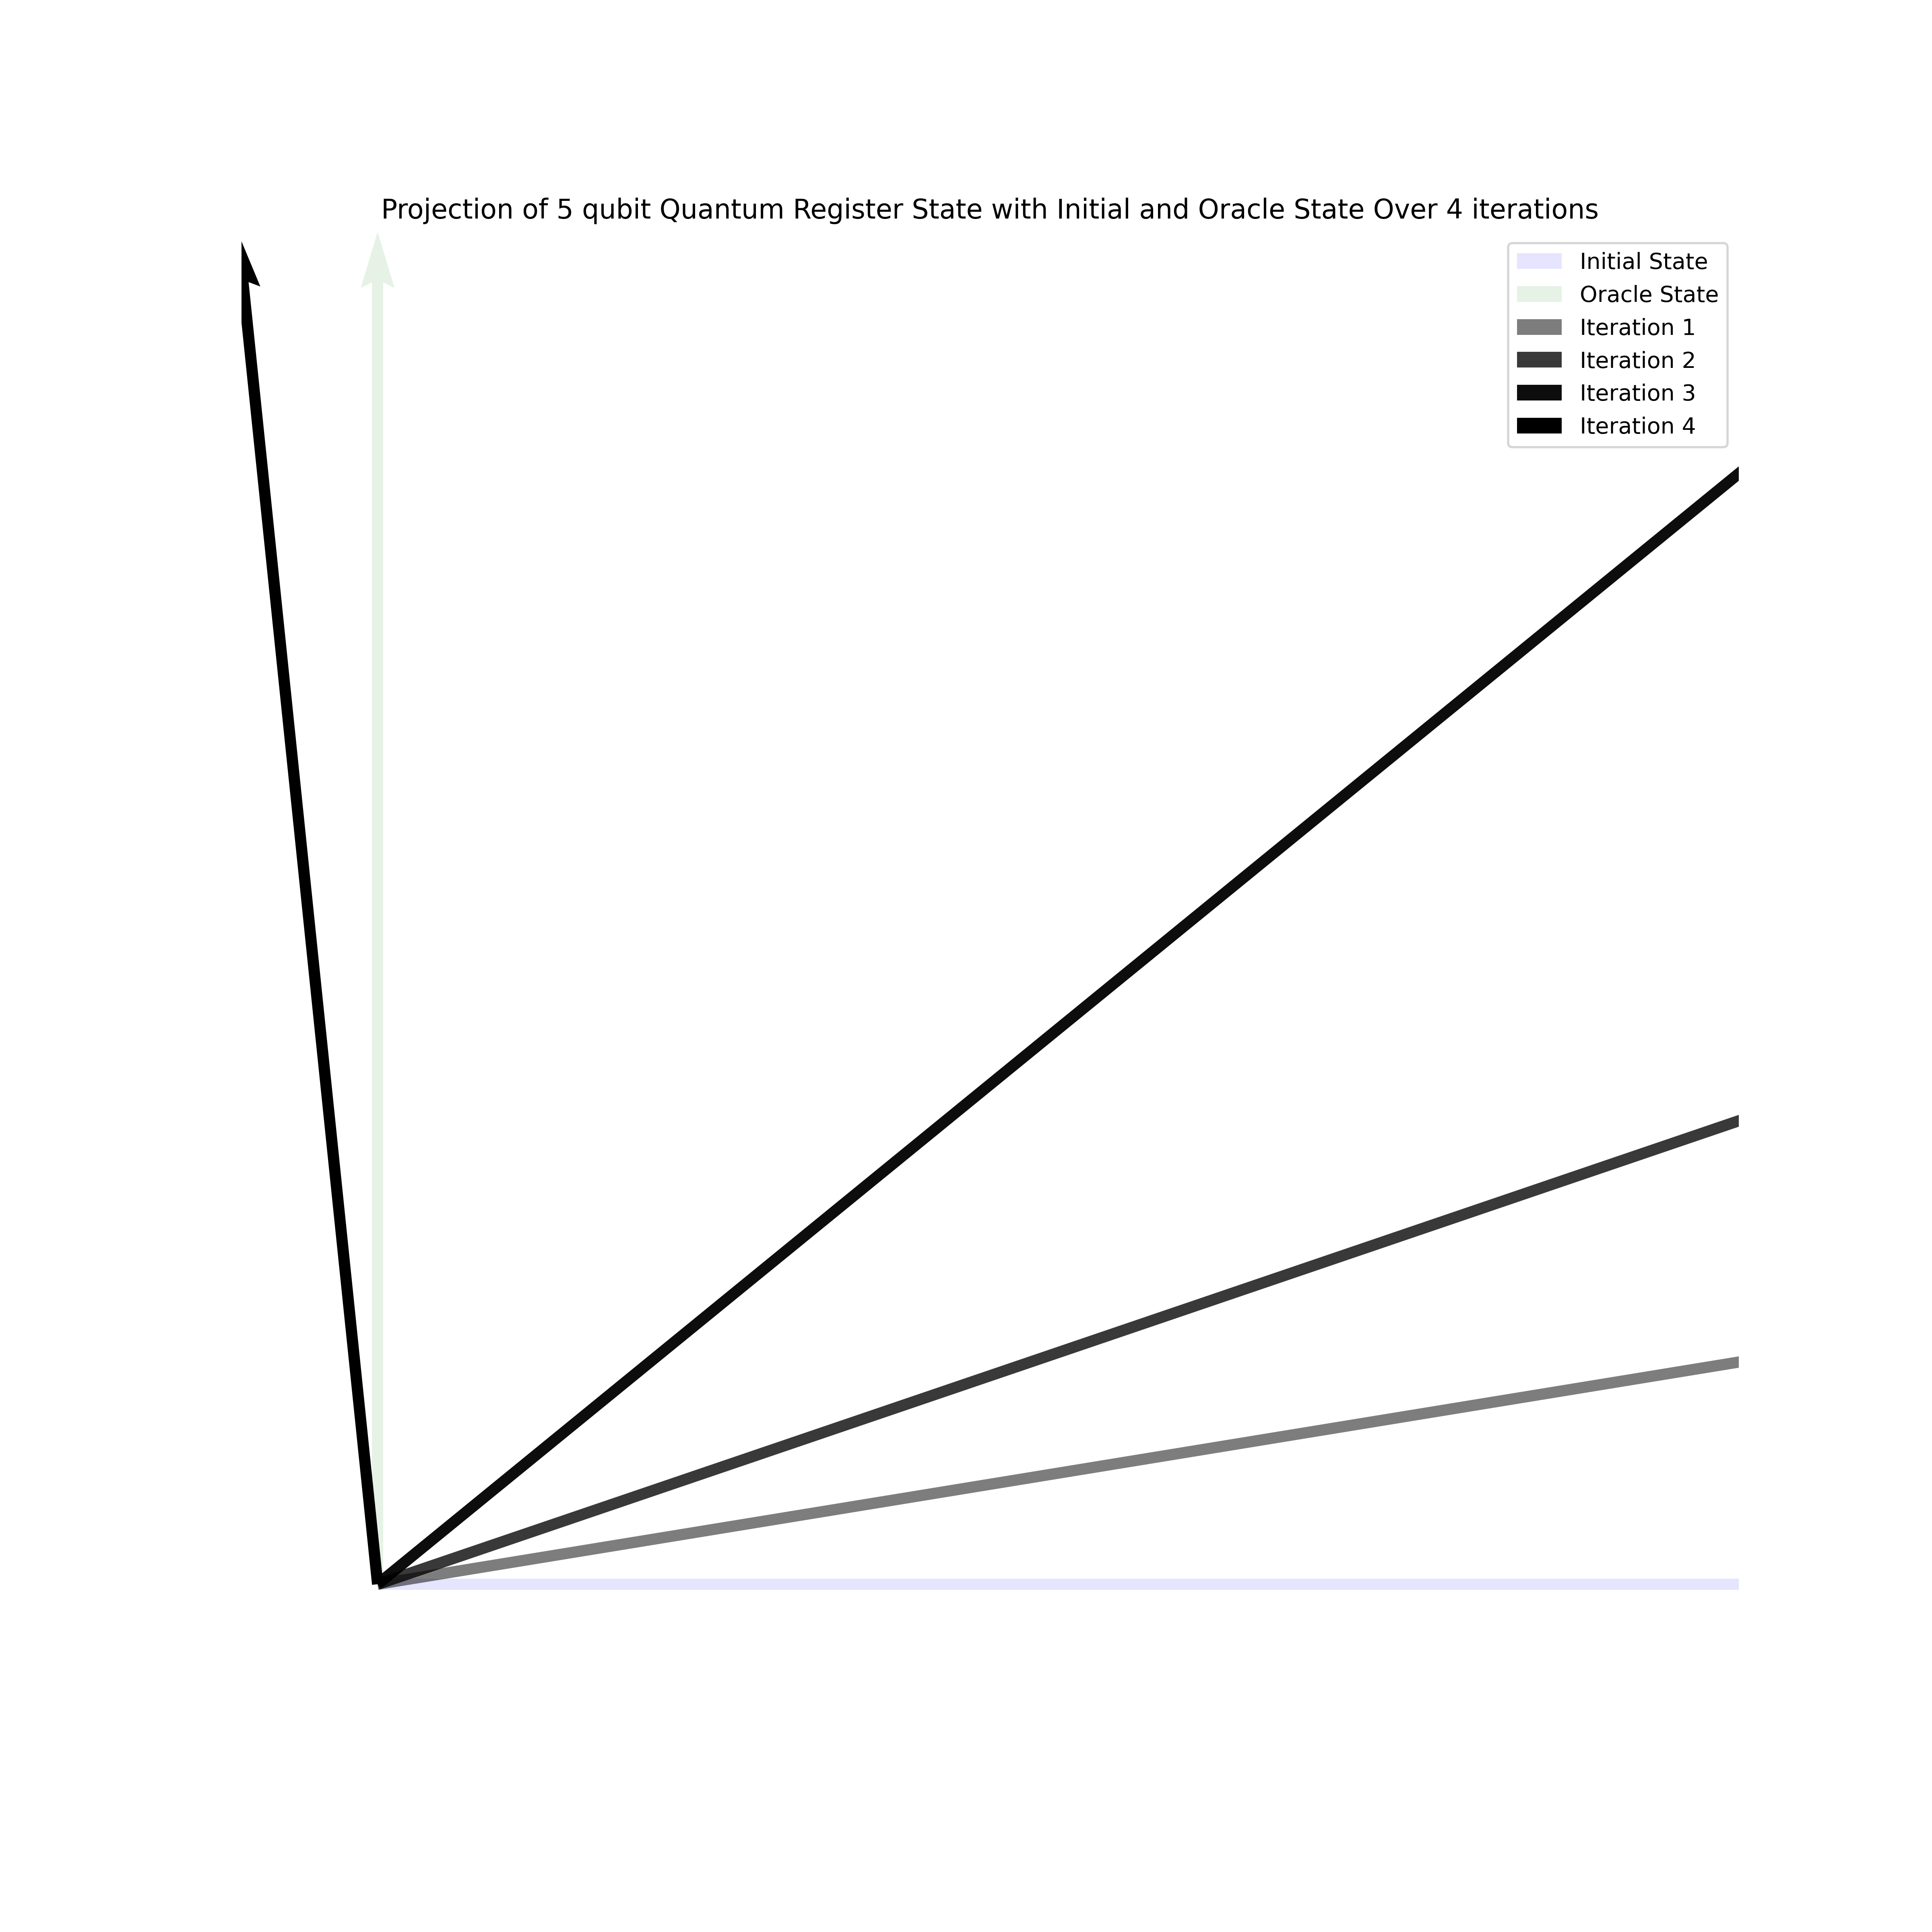 Projection of 5 qubit Quantum Register State with Initial and Oracle State Over 4 iterations
Initial State
Oracle State
Iteration 1
Iteration 2
Iteration 3
Iteration 4